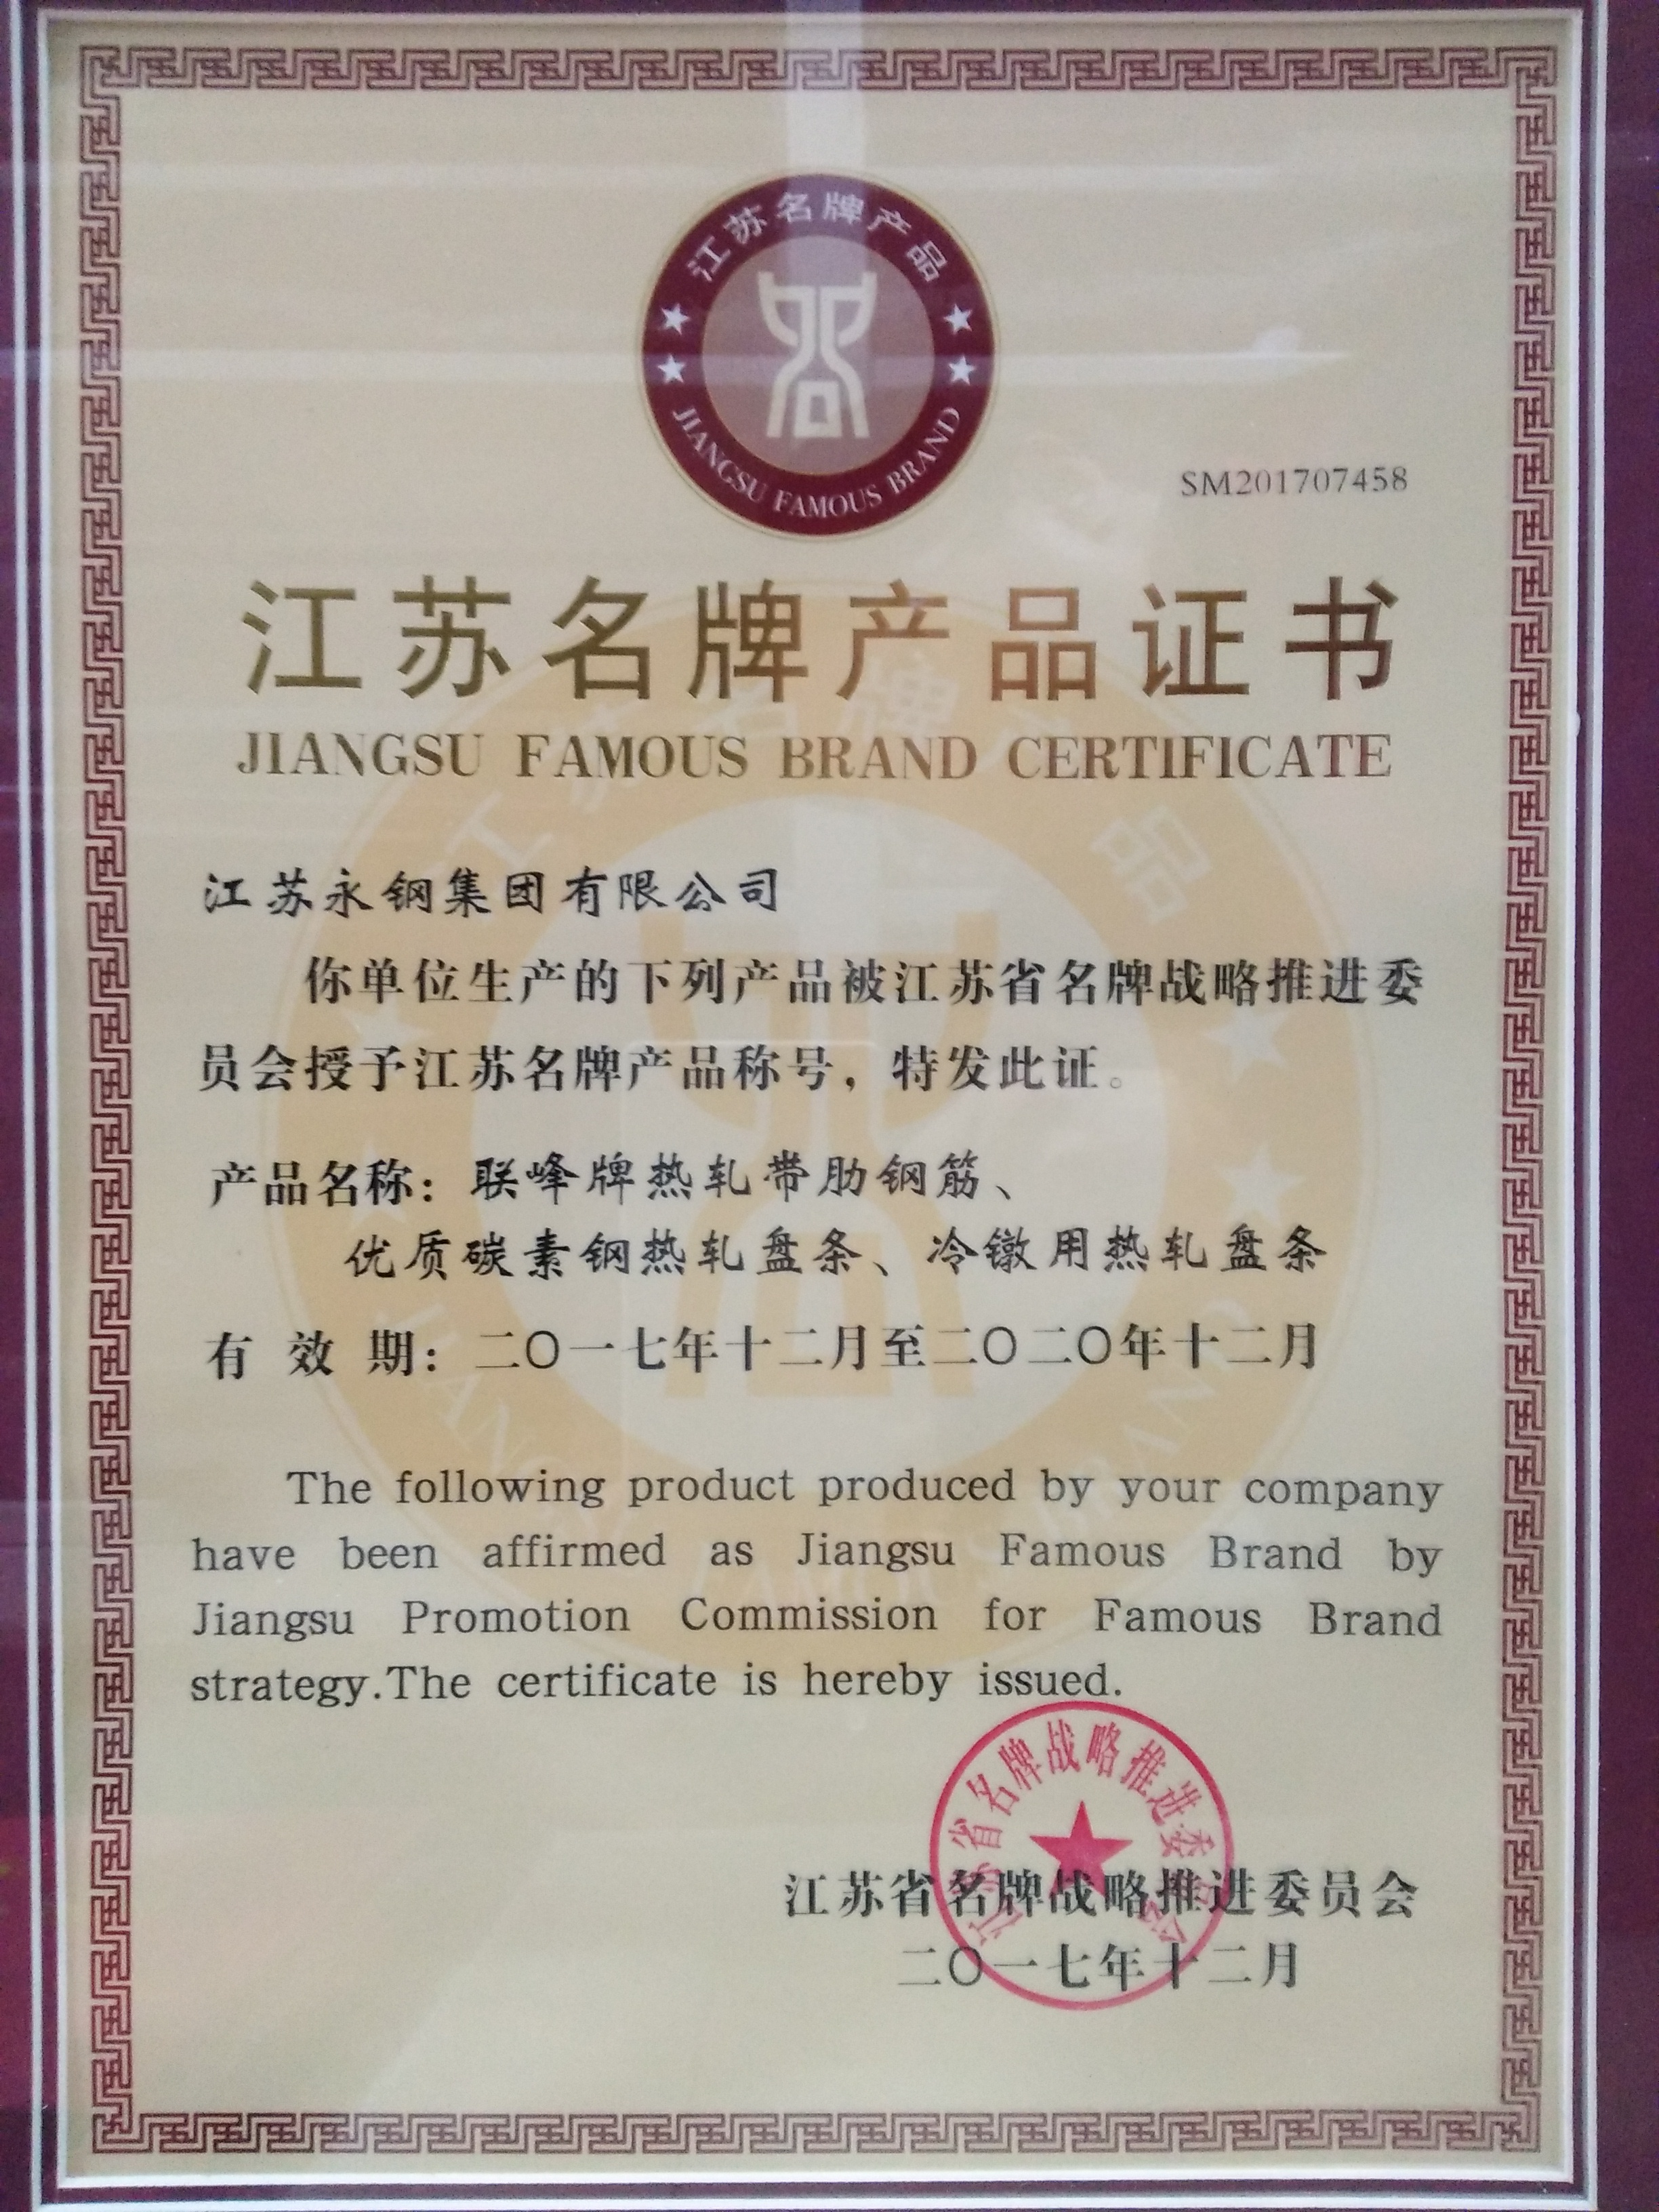 江苏名牌产品
JIANGSU FAMOUS BRAND
SM201707458
江苏名牌产品证书
JIANGSU FAMOUS BRAND CERTIFICATE
江苏永钢集团有限公司
你单位生产的下列产品被江苏省名牌战略推进委
员会授予江苏名牌产品称号，特发此证。
产品名称：联峰牌热轧带肋钢筋、
优质碳素钢热轧盘条、冷镦用热轧盘条
有效期：二〇一七年十二月至二〇二〇年十二月
The following product produced by your company
have been affirmed as Jiangsu Famous Brand by
Jiangsu Promotion Commission for Famous Brand
strategy.The certificate is hereby issued.
江苏省名牌战略推进委员会
江苏省名牌战略推进委员会
二〇一七年十二月